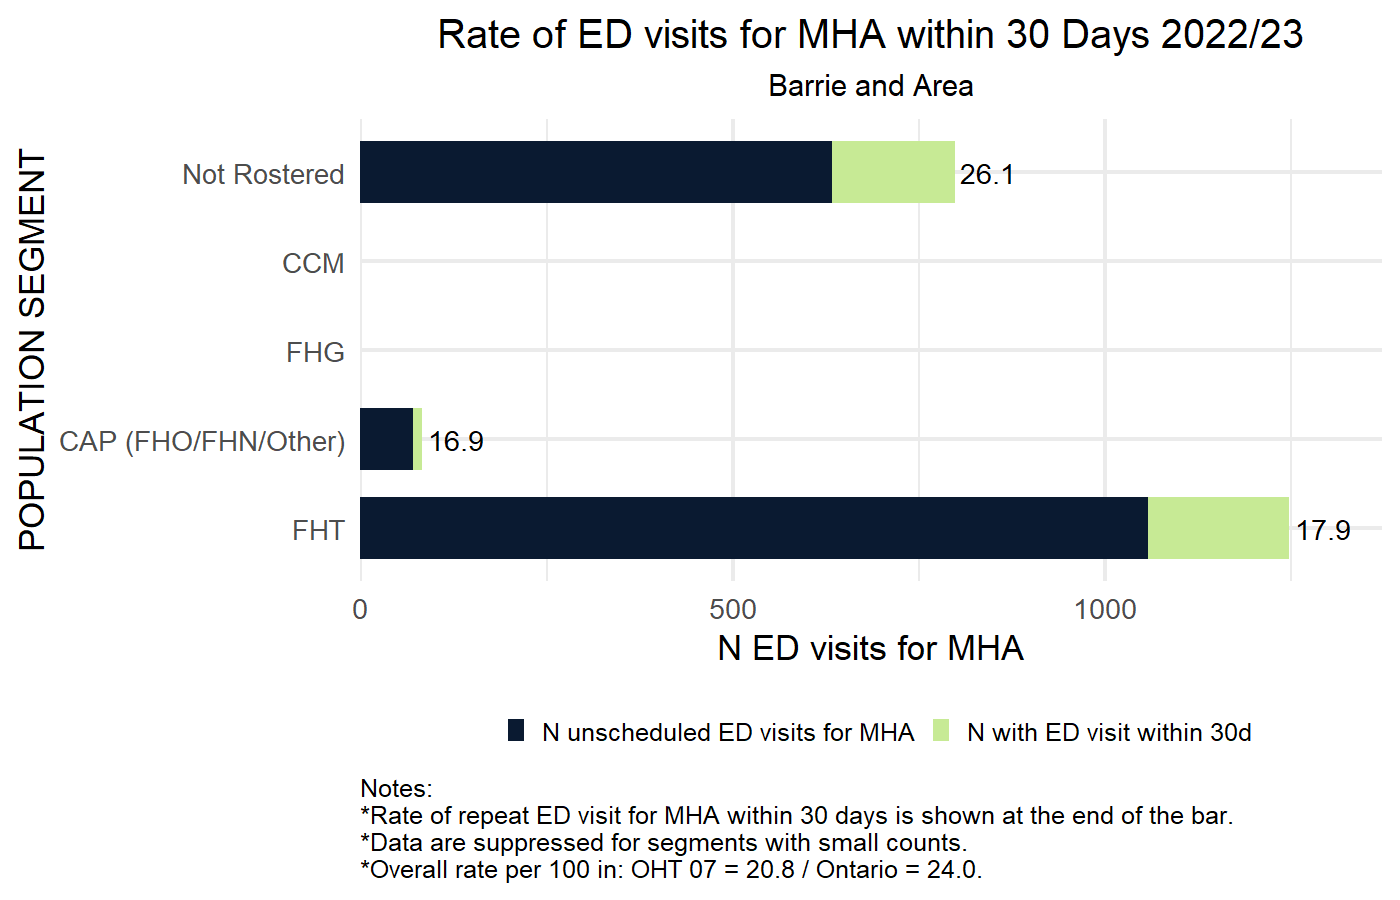 Rate of ED visits for MHA within 30 Days 2022/23
Barrie and Area
POPULATION SEGMENT
Not Rostered
26.1
CCM
FHG
CAP (FHO/FHN/Other)
16.9
FHT
17.9
0
500
1000
N ED visits for MHA
N unscheduled ED visits for MHA
N with ED visit within 30d
Notes:
*Rate of repeat ED visit for MHA within 30 days is shown at the end of the bar.
*Data are suppressed for segments with small counts.
*Overall rate per 100 in: OHT 07 = 20.8 / Ontario = 24.0.